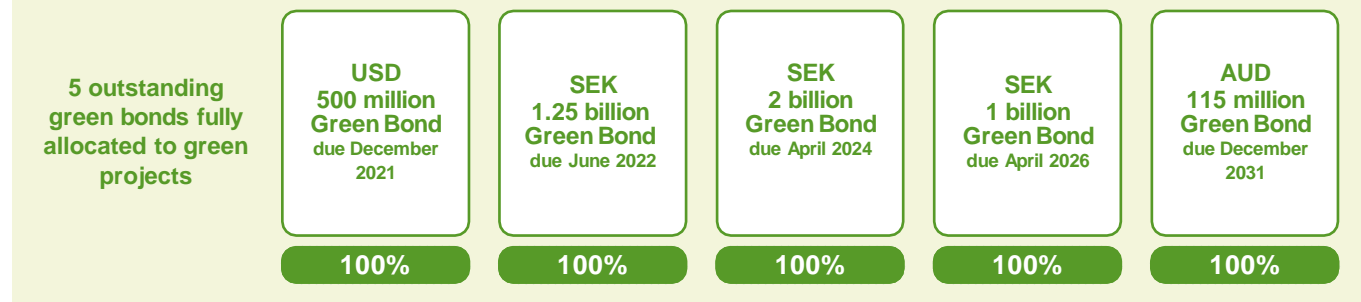 5 outstanding
green bonds fully
allocated to green
projects
USD
500 million
Green Bond
due December
2021
100%
SEK
1.25 billion
Green Bond
due June 2022
100%
SEK
2 billion
Green Bond
due April 2024
100%
SEK
1 billion
Green Bond
due April 2026
100%
AUD
115 million
Green Bond
due December
2031
100%